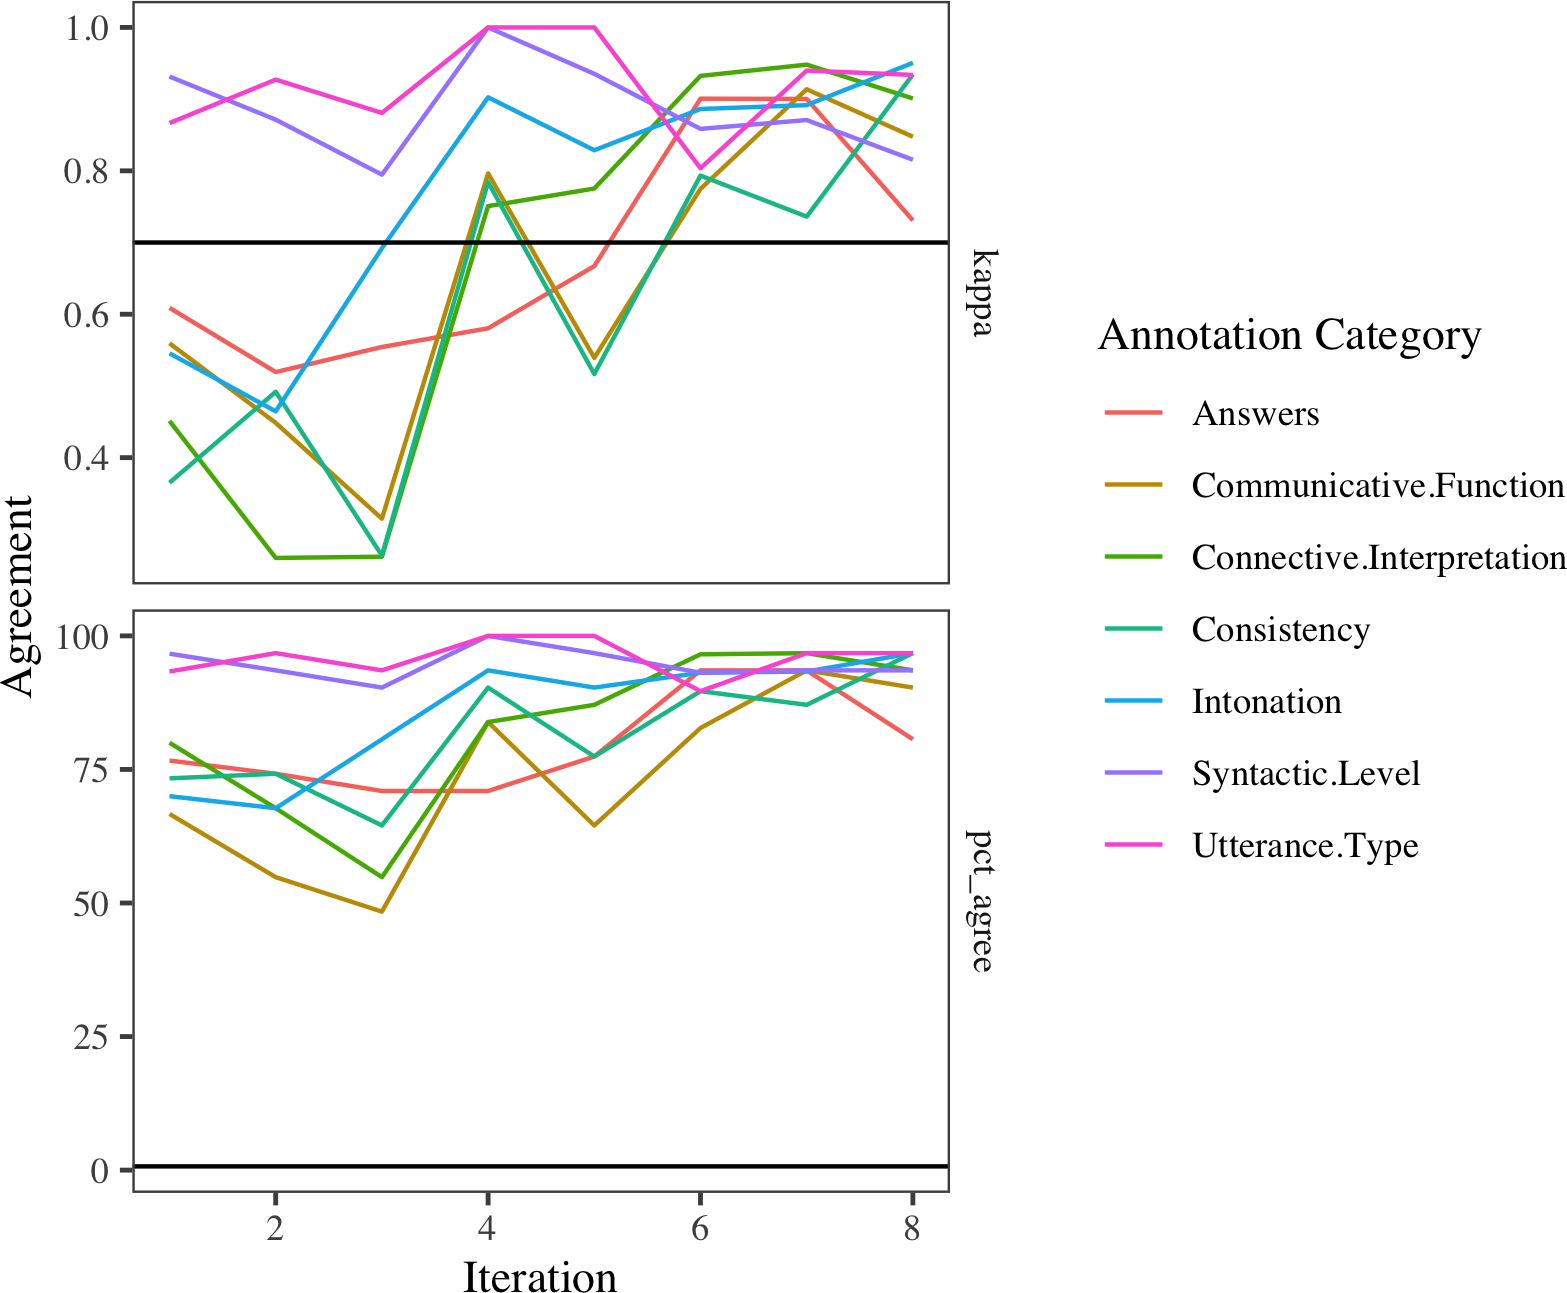 1.0
0.8
0.6
0.4
kappa
100
75
50
25
0
pct_agree
2 4 6 8
Iteration
Agreement
Annotation Category
Answers
Communicative.Function
Connective.Interpretation
Consistency
Intonation
Syntactic.Level
Utterance.Type